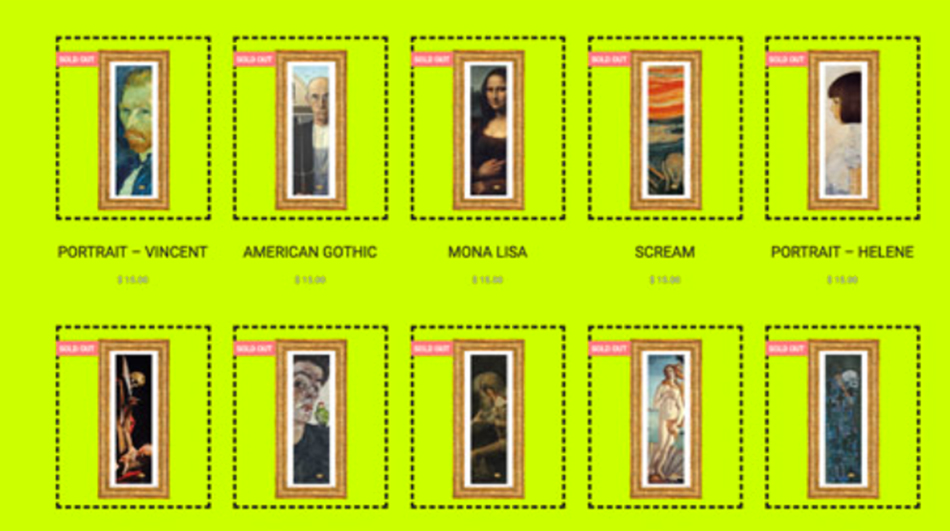 SOLD OUT
SOLD OUT
SOLD OUT
SOLD OUT
SOLD OUT
PORTRAIT – VINCENT
AMERICAN GOTHIC
MONA LISA
SCREAM
PORTRAIT – HELENE
$ 15.00
$ 15.00
$ 15.00
$ 15.00
$ 15.00
SOLD OUT
SOLD OUT
SOLD OUT
SOLD OUT
SOLD OUT